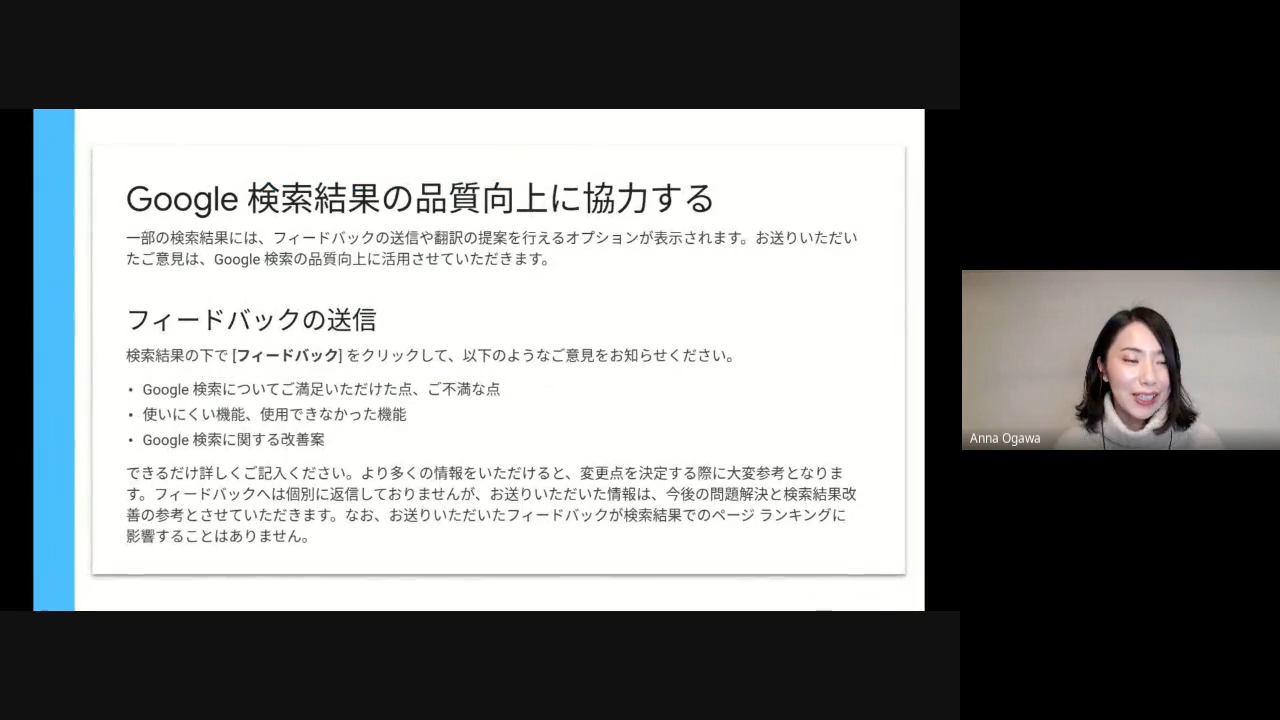 Google 検索結果の品質向上に協力する
一部の検索結果には、フィードバックの送信や翻訳の提案を行えるオプションが表示されます。お送りいただい
たご意見は、Google 検索の品質向上に活用させていただきます。
フィードバックの送信
検索結果の下で [フィードバック] をクリックして、以下のようなご意見をお知らせください。
• Google 検索についてご満足いただけた点、ご不満な点
• 使いにくい機能、使用できなかった機能
• Google 検索に関する改善案
できるだけ詳しくご記入ください。より多くの情報をいただけると、変更点を決定する際に大変参考となりま
す。フィードバックへは個別に返信しておりませんが、お送りいただいた情報は、今後の問題解決と検索結果改
善の参考とさせていただきます。なお、お送りいただいたフィードバックが検索結果でのページ ランキングに
影響することはありません。
Anna Ogawa